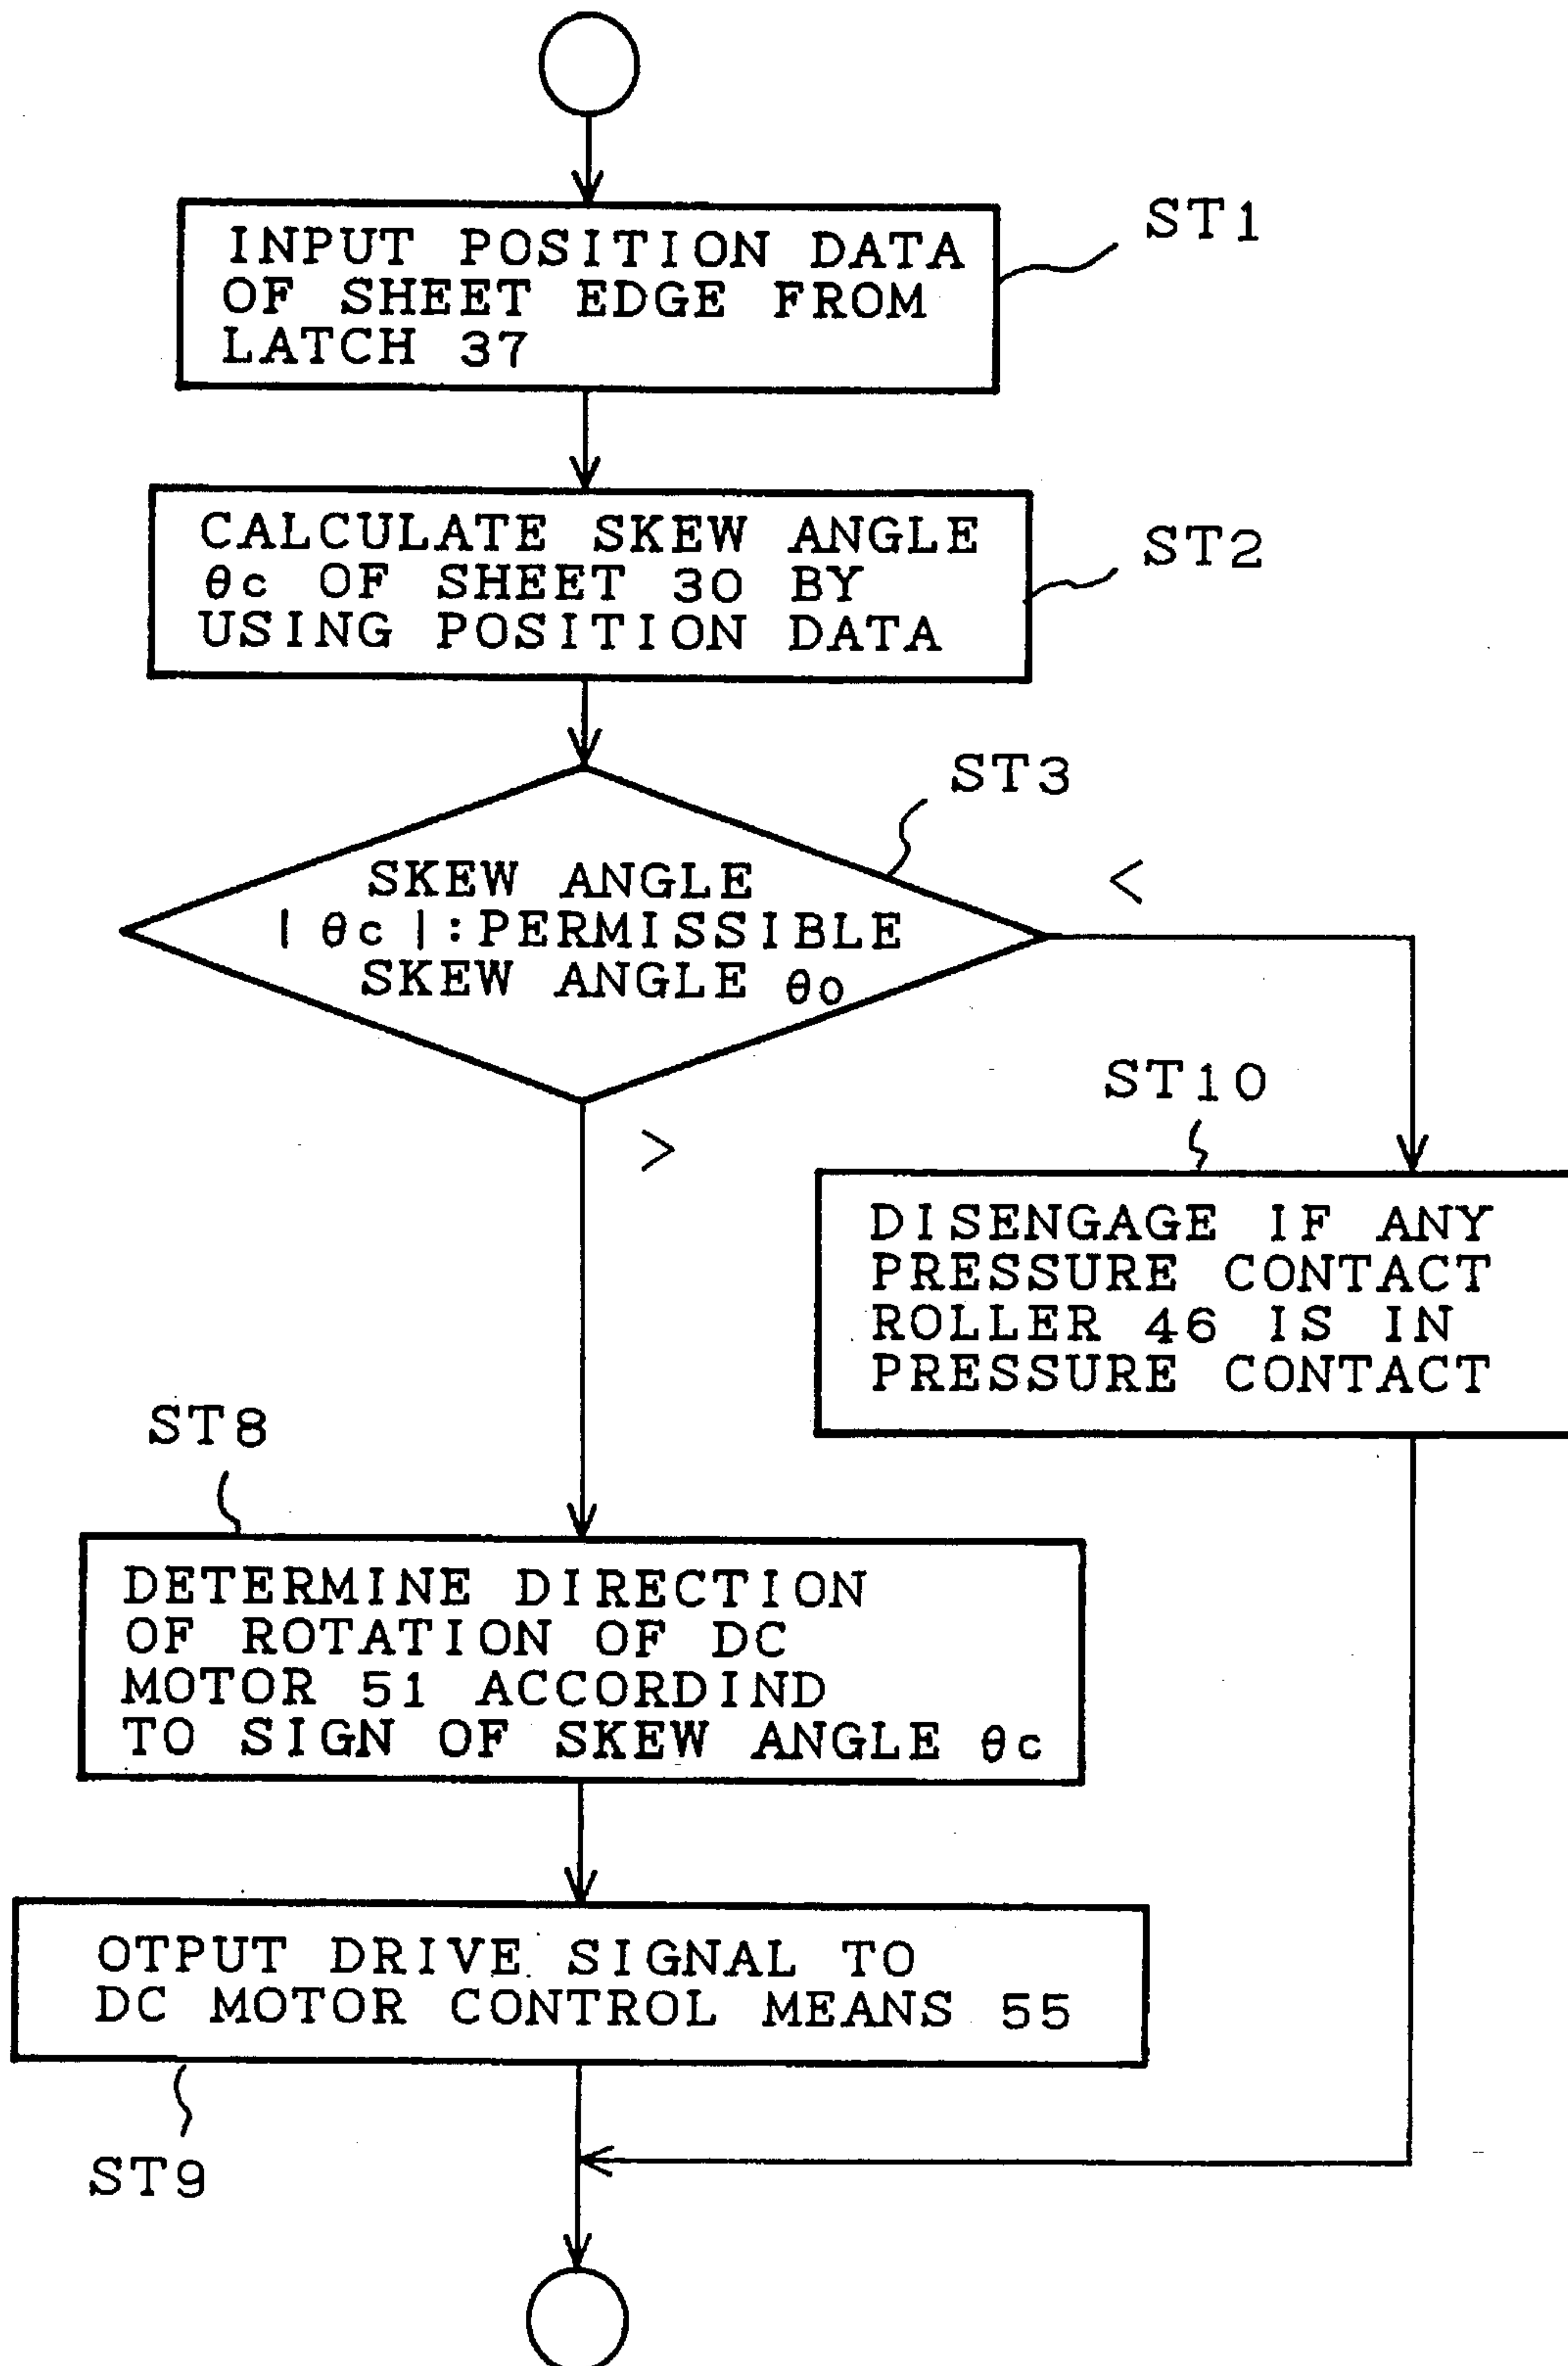 ST1
INPUT POSITION DATA
OF SHEET EDGE FROM
LATCH 37
ST2
CALCULATE SKEW ANGLE
θc OF SHEET 30 BY
USING POSITION DATA
ST3
SKEW ANGLE
| θc |:PERMISSIBLE
SKEW ANGLE θo
<
>
ST10
DISENGAGE IF ANY
PRESSURE CONTACT
ROLLER 46 IS IN
PRESSURE CONTACT
ST8
DETERMINE DIRECTION
OF ROTATION OF DC
MOTOR 51 ACCORDIND
TO SIGN OF SKEW ANGLE θc
OTPUT DRIVE SIGNAL TO
DC MOTOR CONTROL MEANS 55
ST9